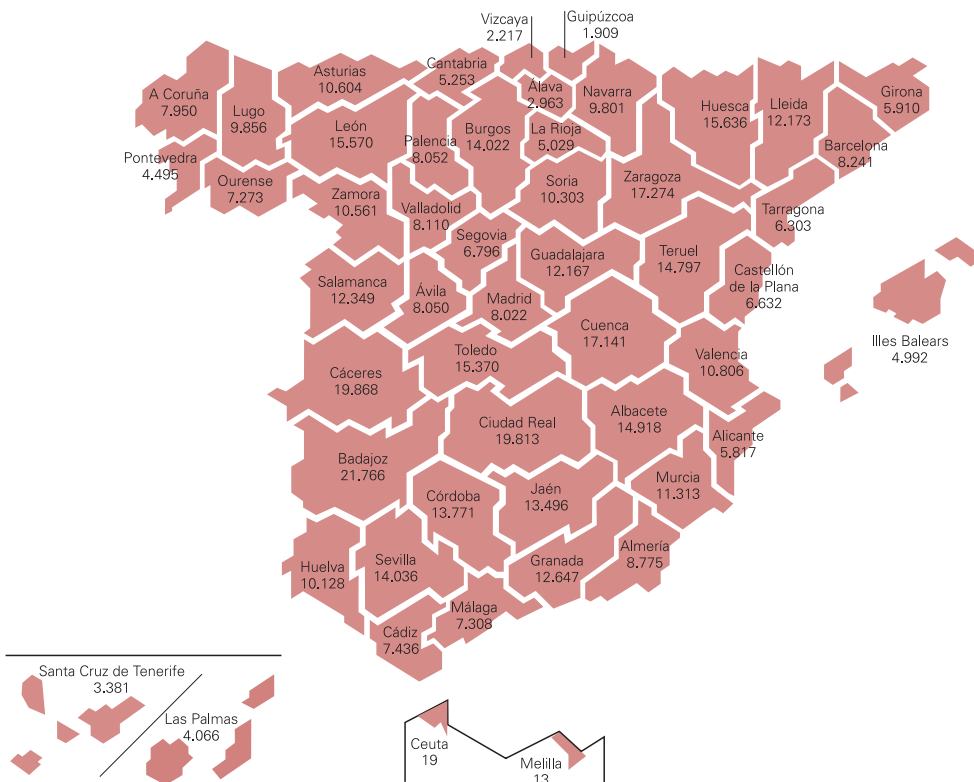 Vizcaya
2.217
Guipúzcoa
1.909
A Coruña
7.950
Lugo
9.856
Asturias
10.604
Cantabria
5.253
Álava
2.963
Navarra
9.801
Huesca
15.636
Lleida
12.173
Girona
5.910
Barcelona
8.241
León
15.570
Palencia
8.052
Burgos
14.022
La Rioja
5.029
Pontevedra
4.495
Ourense
7.273
Zamora
10.561
Valladolid
8.110
Soria
10.303
Zaragoza
17.274
Tarragona
6.303
Segovia
6.796
Guadalajara
12.167
Teruel
14.797
Castellón
de la Plana
6.632
Salamanca
12.349
Ávila
8.050
Madrid
8.022
Cuenca
17.141
Illes Balears
4.992
Cáceres
19.868
Toledo
15.370
Valencia
10.806
Ciudad Real
19.813
Albacete
14.918
Alicante
5.817
Badajoz
21.766
Córdoba
13.771
Jaén
13.496
Murcia
11.313
Huelva
10.128
Sevilla
14.036
Granada
12.647
Almería
8.775
Málaga
7.308
Cádiz
7.436
Santa Cruz de Tenerife
3.381
Las Palmas
4.066
Ceuta
19
Melilla
13